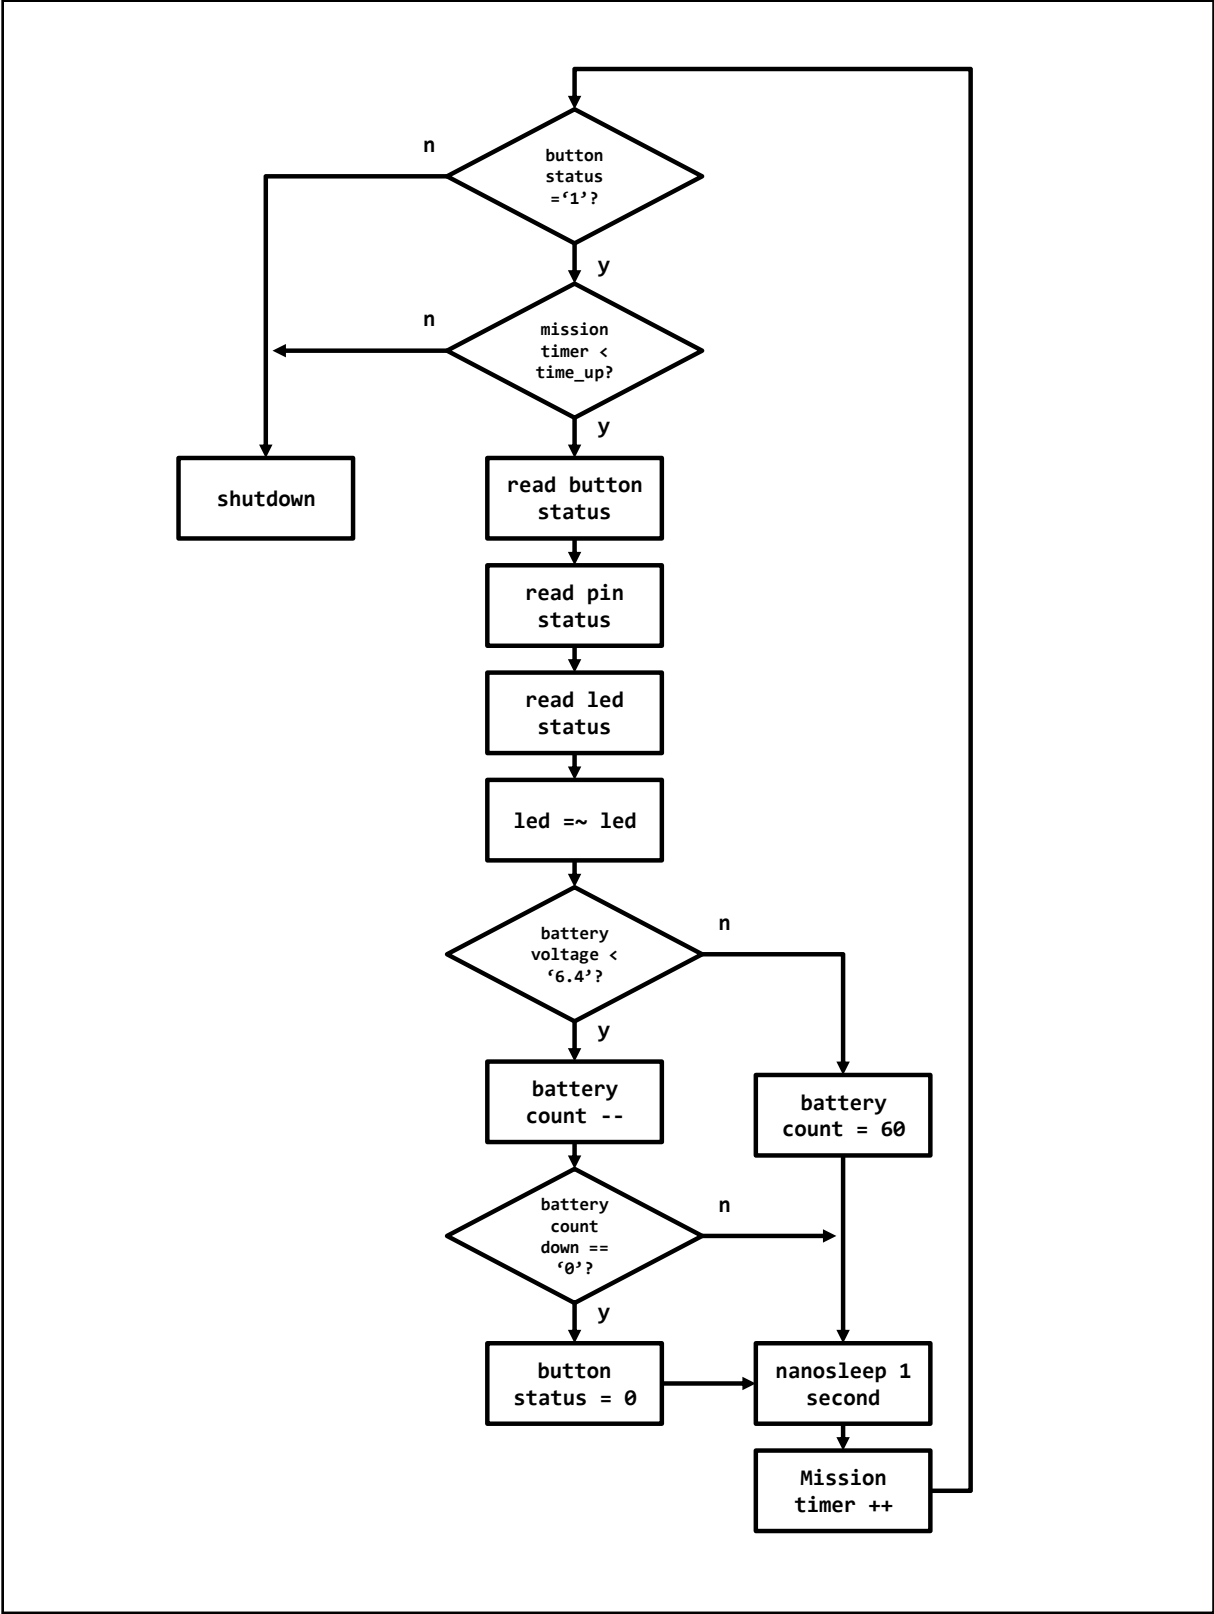 n
button
status
=‘1’?
y
n
mission
timer <
time_up?
y
shutdown
read button
status
read pin
status
read led
status
led =~ led
battery
voltage <
‘6.4’?
n
y
battery
count --
battery
count = 60
battery
count
down ==
‘0’?
n
y
button
status = 0
nanosleep 1
second
Mission
timer ++